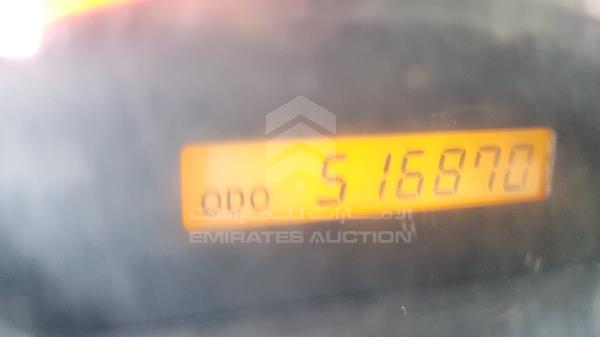 ODO 516870
EMIRATES AUCTION